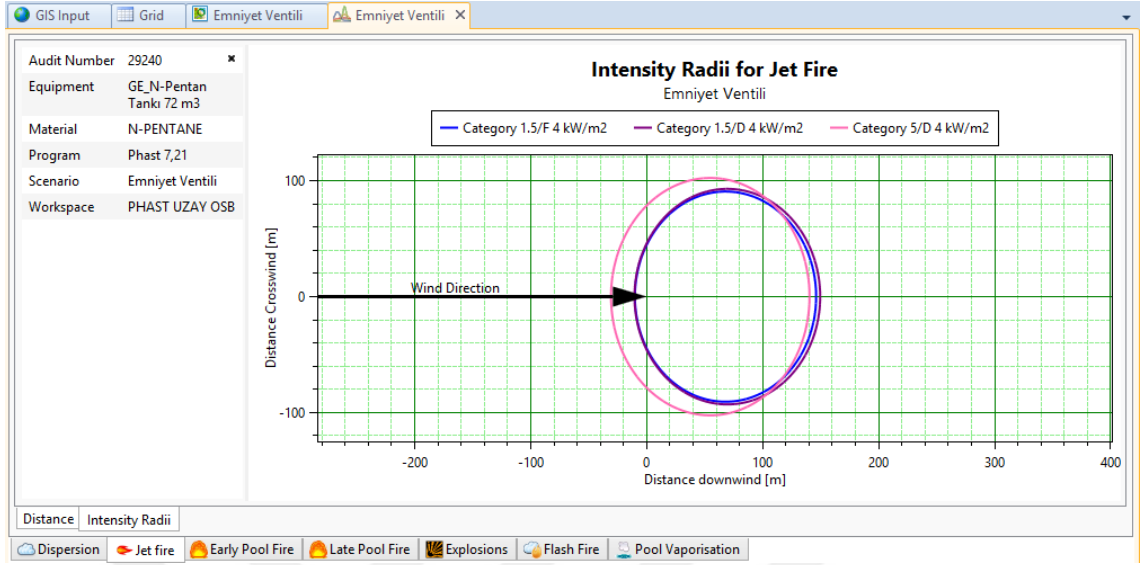 GIS Input Grid Emniyet Ventili Emniyet Ventili
Audit Number 29240
Equipment GE_N-Pentan
Tankı 72 m3
Material N-PENTANE
Program Phast 7,21
Scenario Emniyet Ventili
Workspace PHAST UZAY OSB
Intensity Radii for Jet Fire
Emniyet Ventili
Category 1.5/F 4 kW/m2 Category 1.5/D 4 kW/m2 Category 5/D 4 kW/m2
Distance Crosswind [m]
100
0
-100
Wind Direction
-200 -100 0 100 200 300 400
Distance downwind [m]
Distance Intensity Radii
Dispersion Jet fire Early Pool Fire Late Pool Fire Explosions Flash Fire Pool Vaporisation